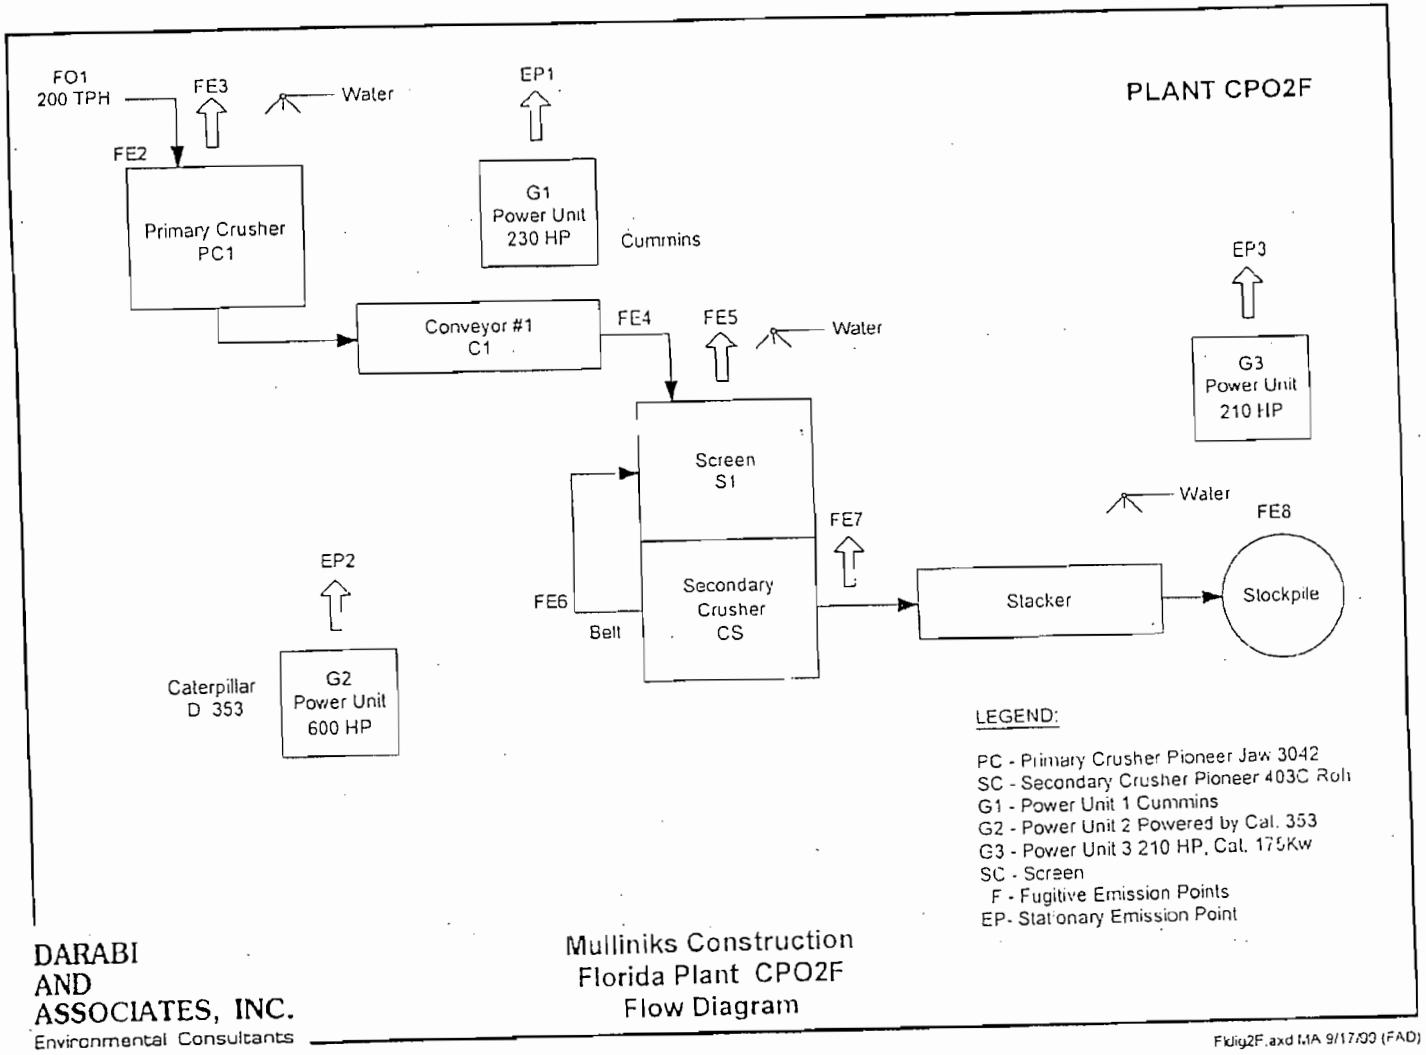 PLANT CPO2F
FO1
200 TPH
FE3
Water
EP1
FE2
Primary Crusher
PC1
G1
Power Unit
230 HP
Cummins
EP3
Conveyor #1
C1
FE4
FE5
Water
G3
Power Unit
210 HP
Screen
S1
Water
FE7
FE8
EP2
FE6
Belt
Secondary
Crusher
CS
Stacker
Stockpile
Caterpillar
D 353
G2
Power Unit
600 HP
LEGEND:
PC - Primary Crusher Pioneer Jaw 3042
SC - Secondary Crusher Pioneer 403C
G1 - Power Unit 1 Cummins
G2 - Power Unit 2 Powered by Cat. 353
G3 - Power Unit 3 210 HP, Cat. 175Kw
SC - Screen
F - Fugitive Emission Points
EP- Stationary Emission Point
DARABI
AND
ASSOCIATES, INC.
Environmental Consultants
Mulliniks Construction
Florida Plant CPO2F
Flow Diagram
MA (FAD)